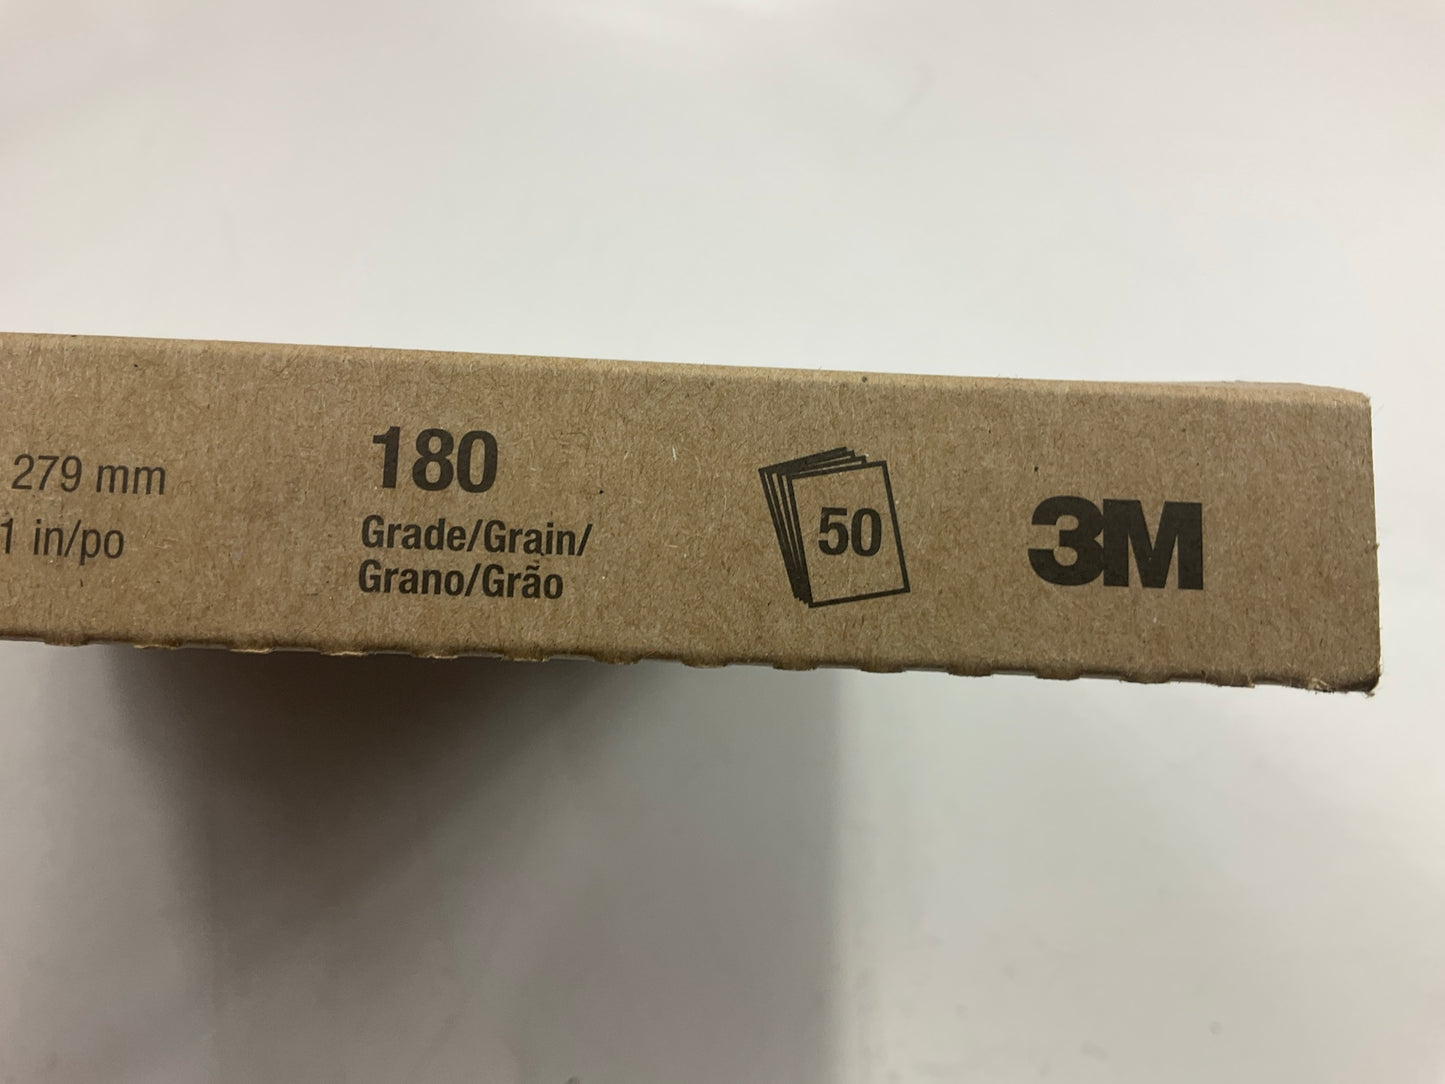 279 mm
1 in/po
180
Grade/Grain/
Grano/Grão
50
3M